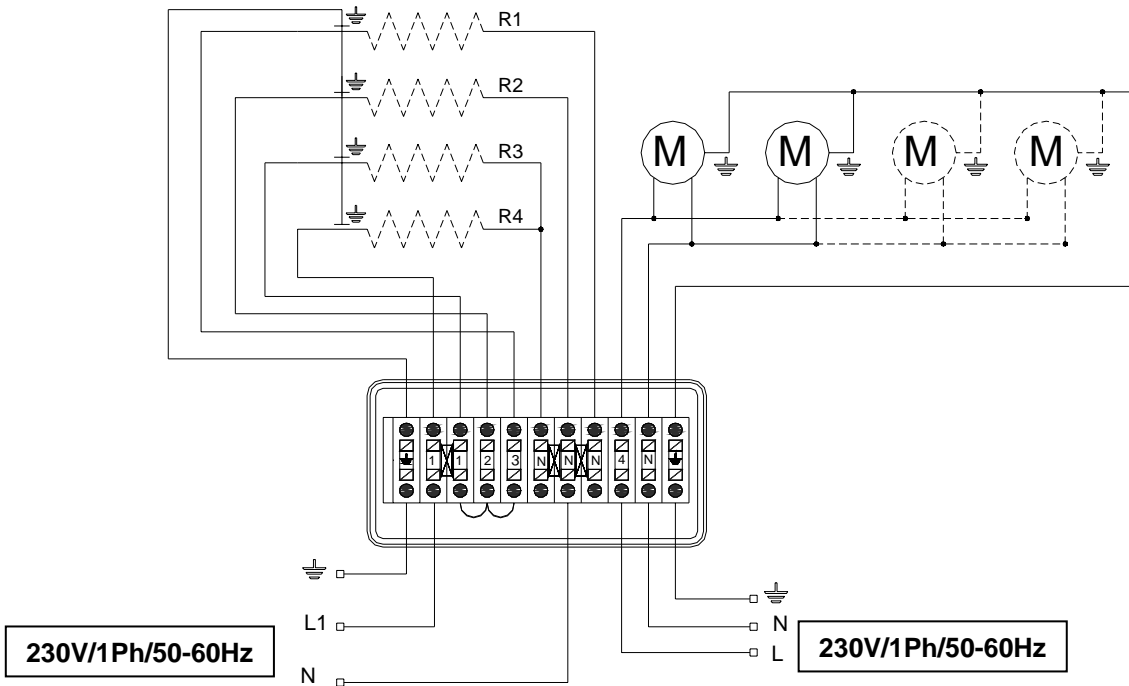 R1
R2
R3
R4
M M M M
1 1 2 3 N N N 4 N
L1
N
230V/1Ph/50-60Hz
N
L
230V/1Ph/50-60Hz